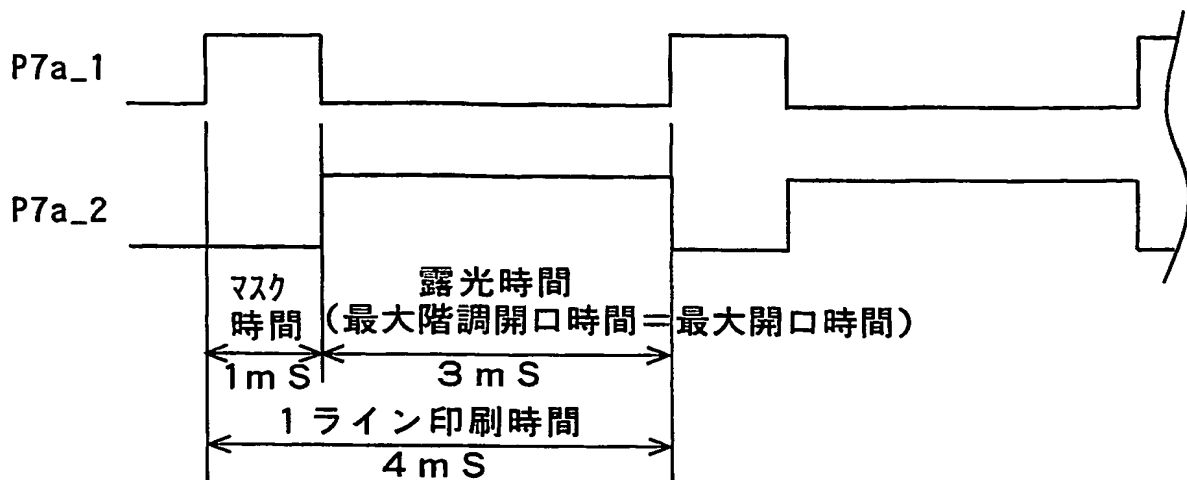 P7a_1
P7a_2
マスク
時間
露光時間
(最大階調開口時間=最大開口時間)
1mS
3mS
1ライン印刷時間
4mS